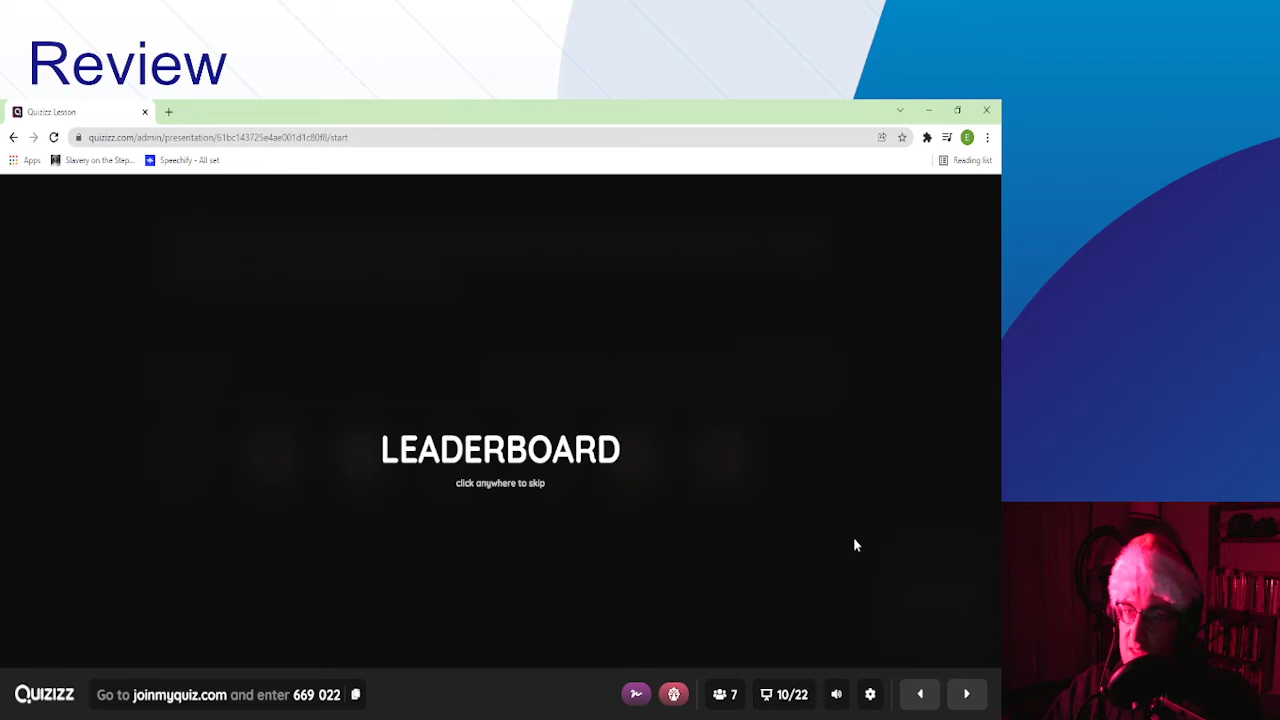 Review
Quizizz Lesson
quizizz.com/admin/presentation/61bc143725e4ae001d1c80f8/start
Apps Slavery on the Step... Speechify - All set Reading list
LEADERBOARD
click anywhere to skip
QUIZIZZ Go to joinmyquiz.com and enter 669 022 7 10/22